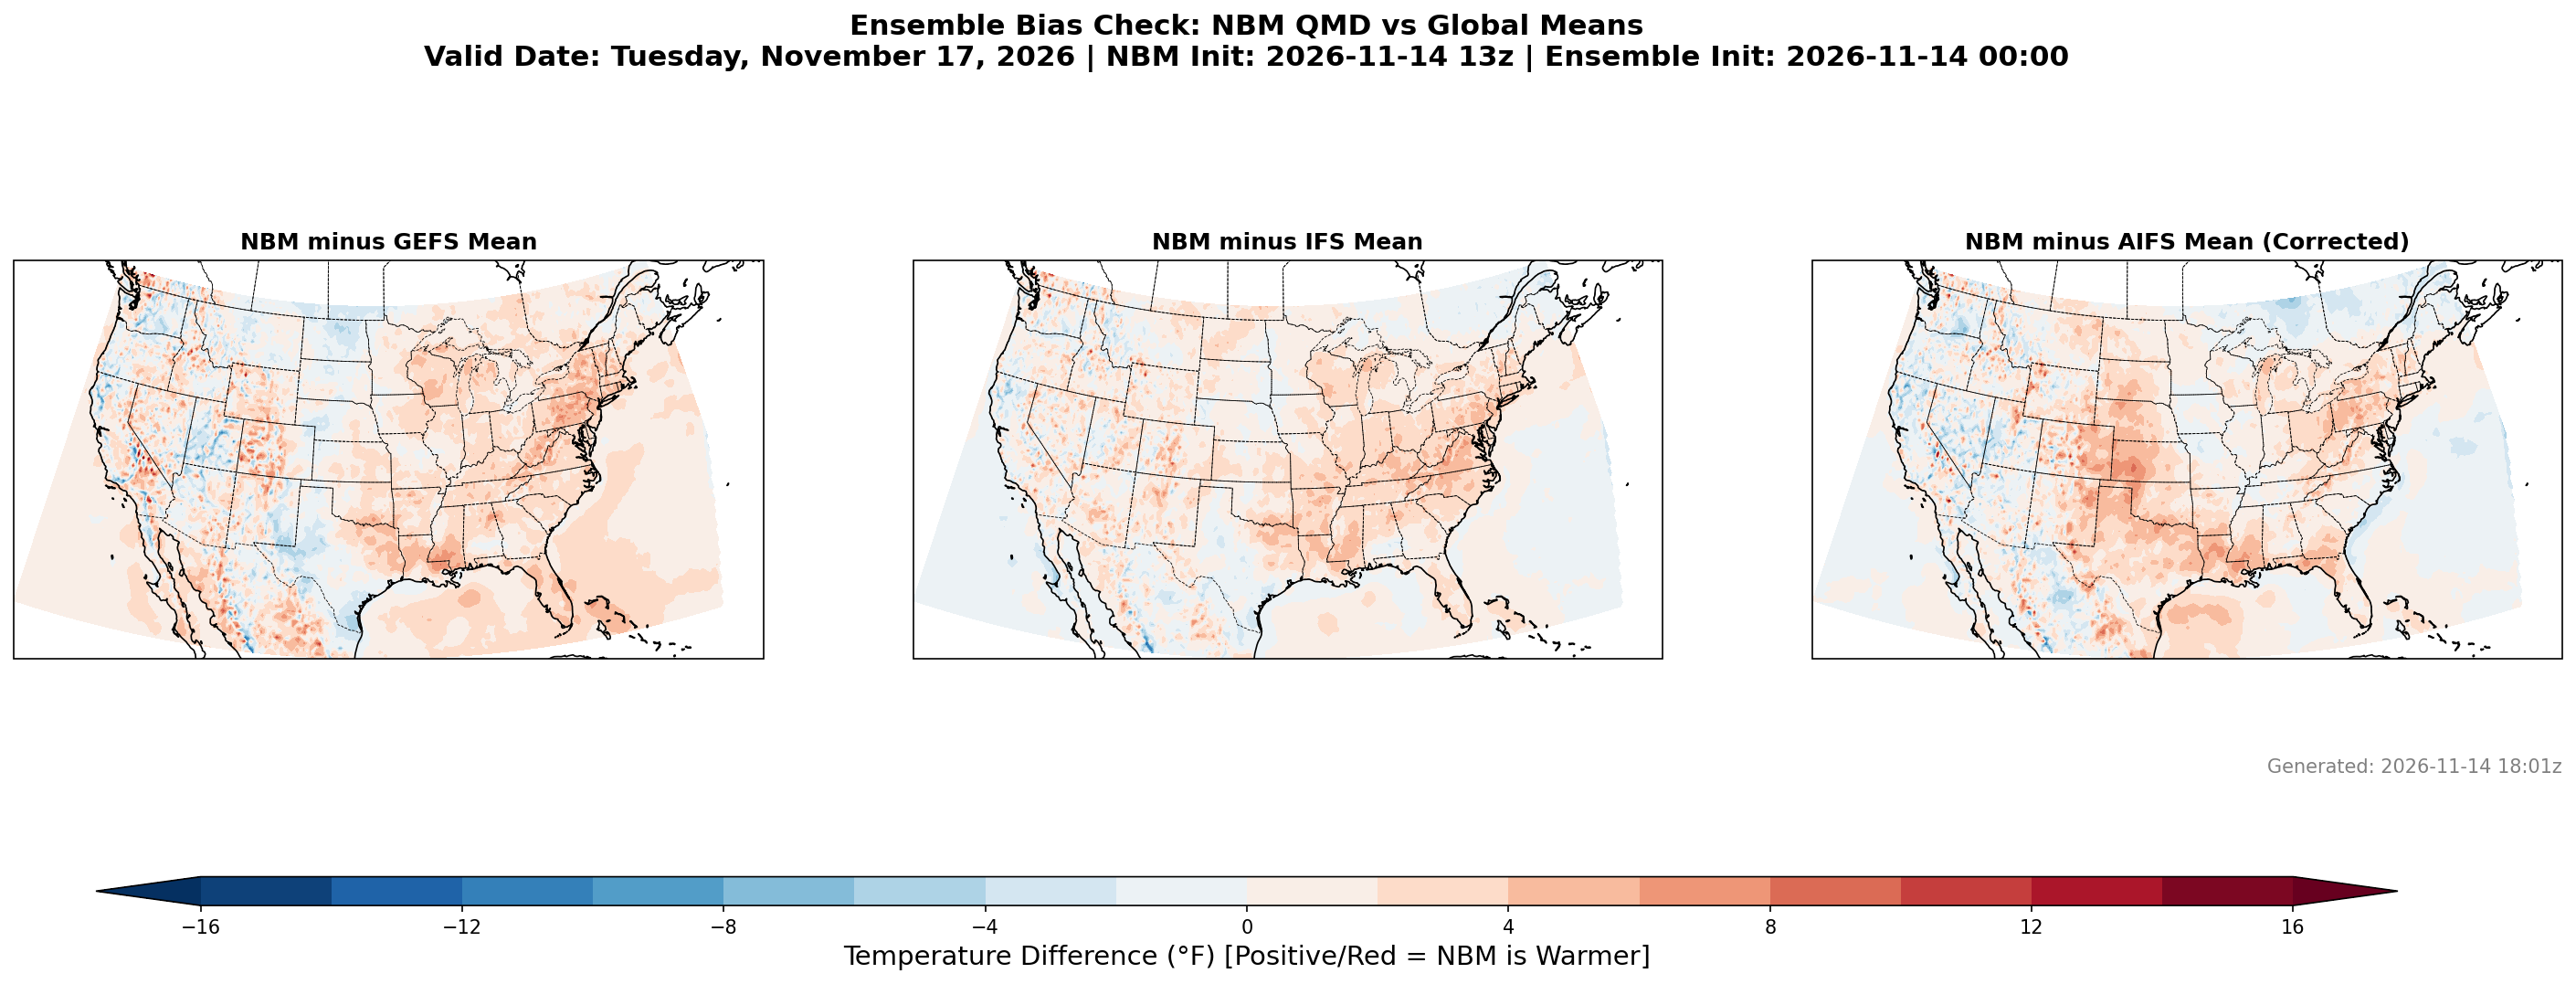 Ensemble Bias Check: NBM QMD vs Global Means
Valid Date: Tuesday, November 17, 2026 | NBM Init: 2026-11-14 13z | Ensemble Init: 2026-11-14 00:00
NBM minus GEFS Mean
NBM minus IFS Mean
NBM minus AIFS Mean (Corrected)
Generated: 2026-11-14 18:01z
−16 −12 −8 −4 0 4 8 12 16
Temperature Difference (°F) [Positive/Red = NBM is Warmer]